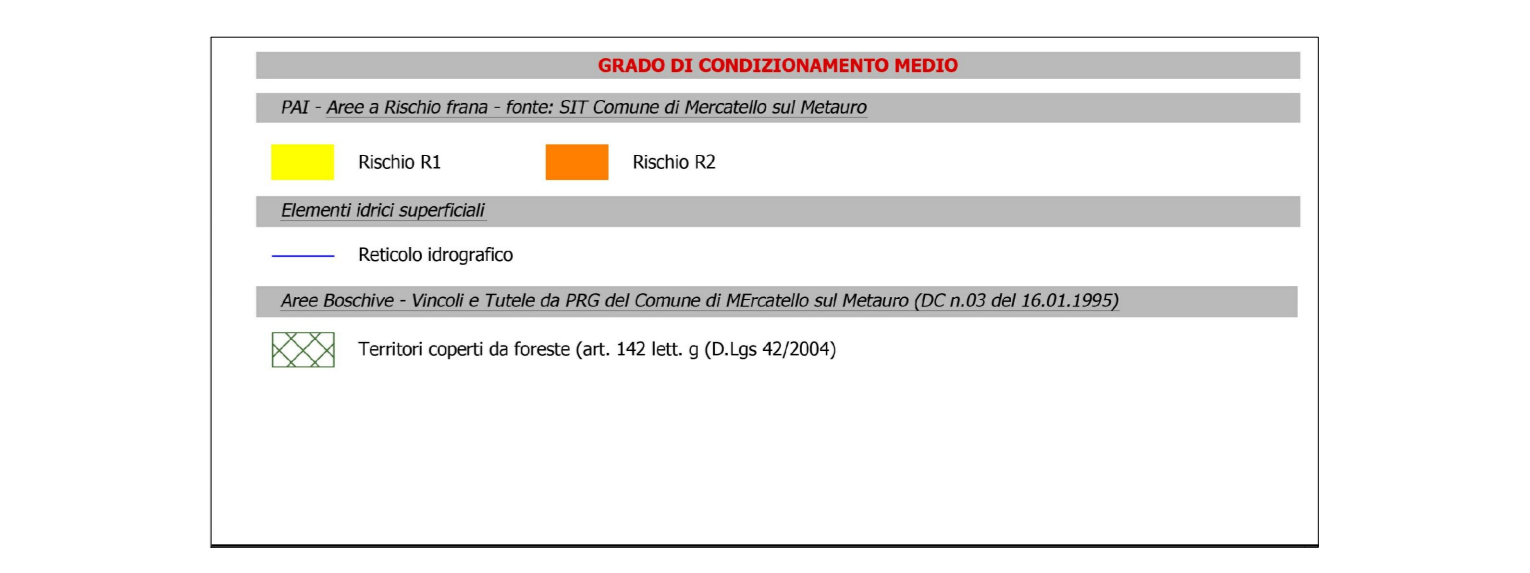 GRADO DI CONDIZIONAMENTO MEDIO
PAI - Aree a Rischio frana - fonte: SIT Comune di Mercatello sul Metauro
Rischio R1 Rischio R2
Elementi idrici superficiali
Reticolo idrografico
Aree Boschive - Vincoli e Tutele da PRG del Comune di MErcatello sul Metauro (DC n.03 del 16.01.1995)
Territori coperti da foreste (art. 142 lett. g (D.Lgs 42/2004)